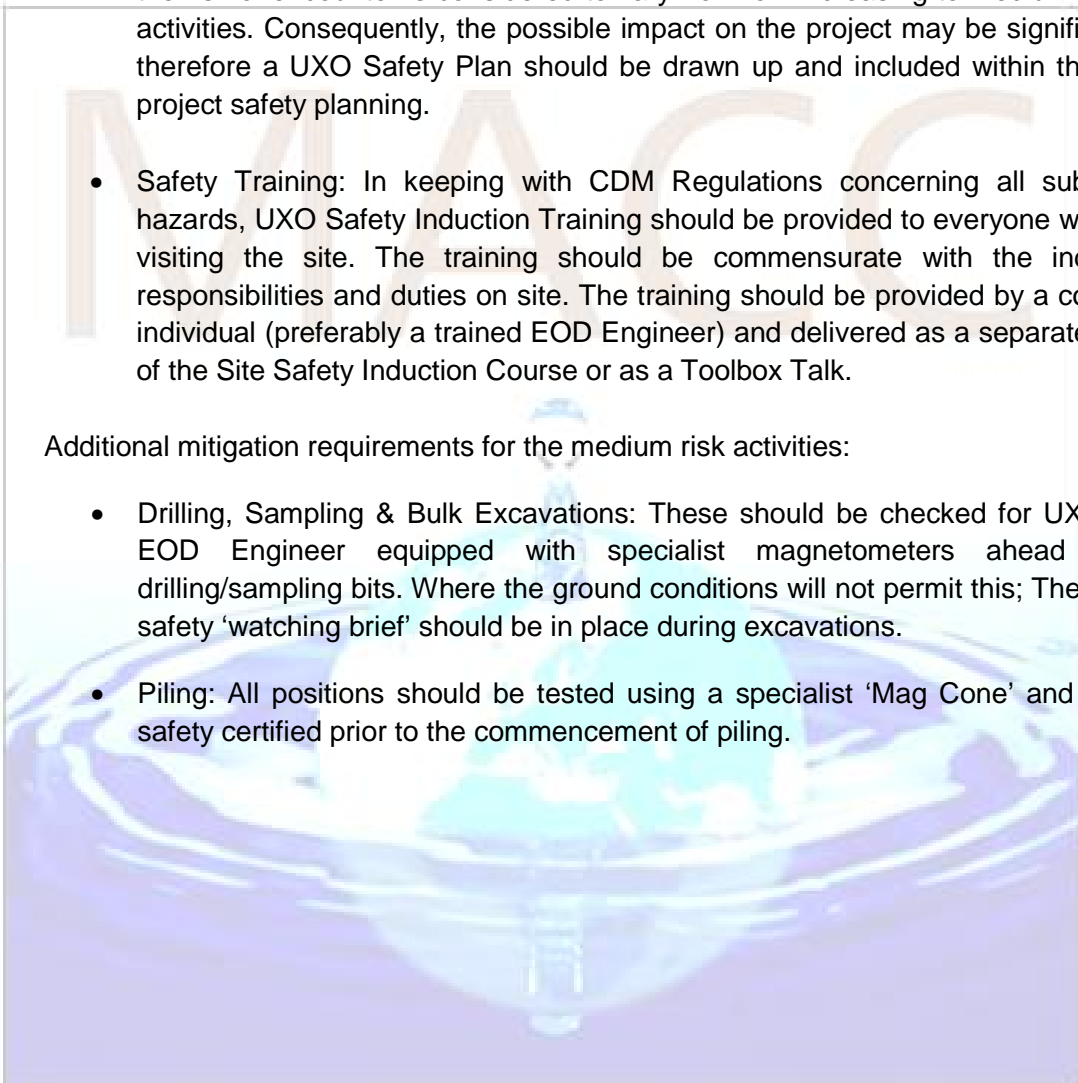 activities. Consequently, the possible impact on the project may be signifi
therefore a UXO Safety Plan should be drawn up and included within th
project safety planning.
MACC
• Safety Training: In keeping with CDM Regulations concerning all sub
hazards, UXO Safety Induction Training should be provided to everyone w
visiting the site. The training should be commensurate with the in
responsibilities and duties on site. The training should be provided by a co
individual (preferably a trained EOD Engineer) and delivered as a separate
of the Site Safety Induction Course or as a Toolbox Talk.
Additional mitigation requirements for the medium risk activities:
• Drilling, Sampling & Bulk Excavations: These should be checked for UX
EOD Engineer equipped with specialist magnetometers ahead
drilling/sampling bits. Where the ground conditions will not permit this; The
safety ‘watching brief’ should be in place during excavations.
• Piling: All positions should be tested using a specialist ‘Mag Cone’ and
safety certified prior to the commencement of piling.